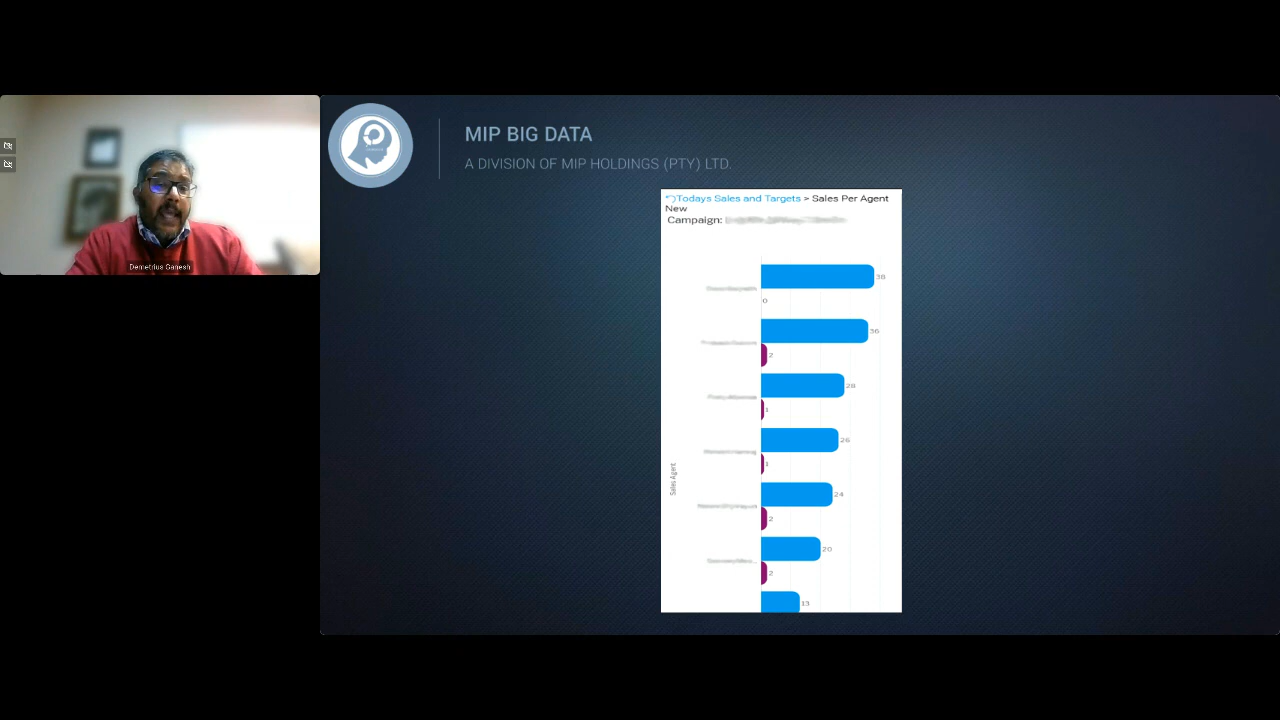 Demetrius Ganesh
MIP BIG DATA
A DIVISION OF MIP HOLDINGS (PTY) LTD.
Todays Sales and Targets > Sales Per Agent
New
Campaign:
Sales Agent
38
0
36
2
28
1
26
1
24
2
20
2
13